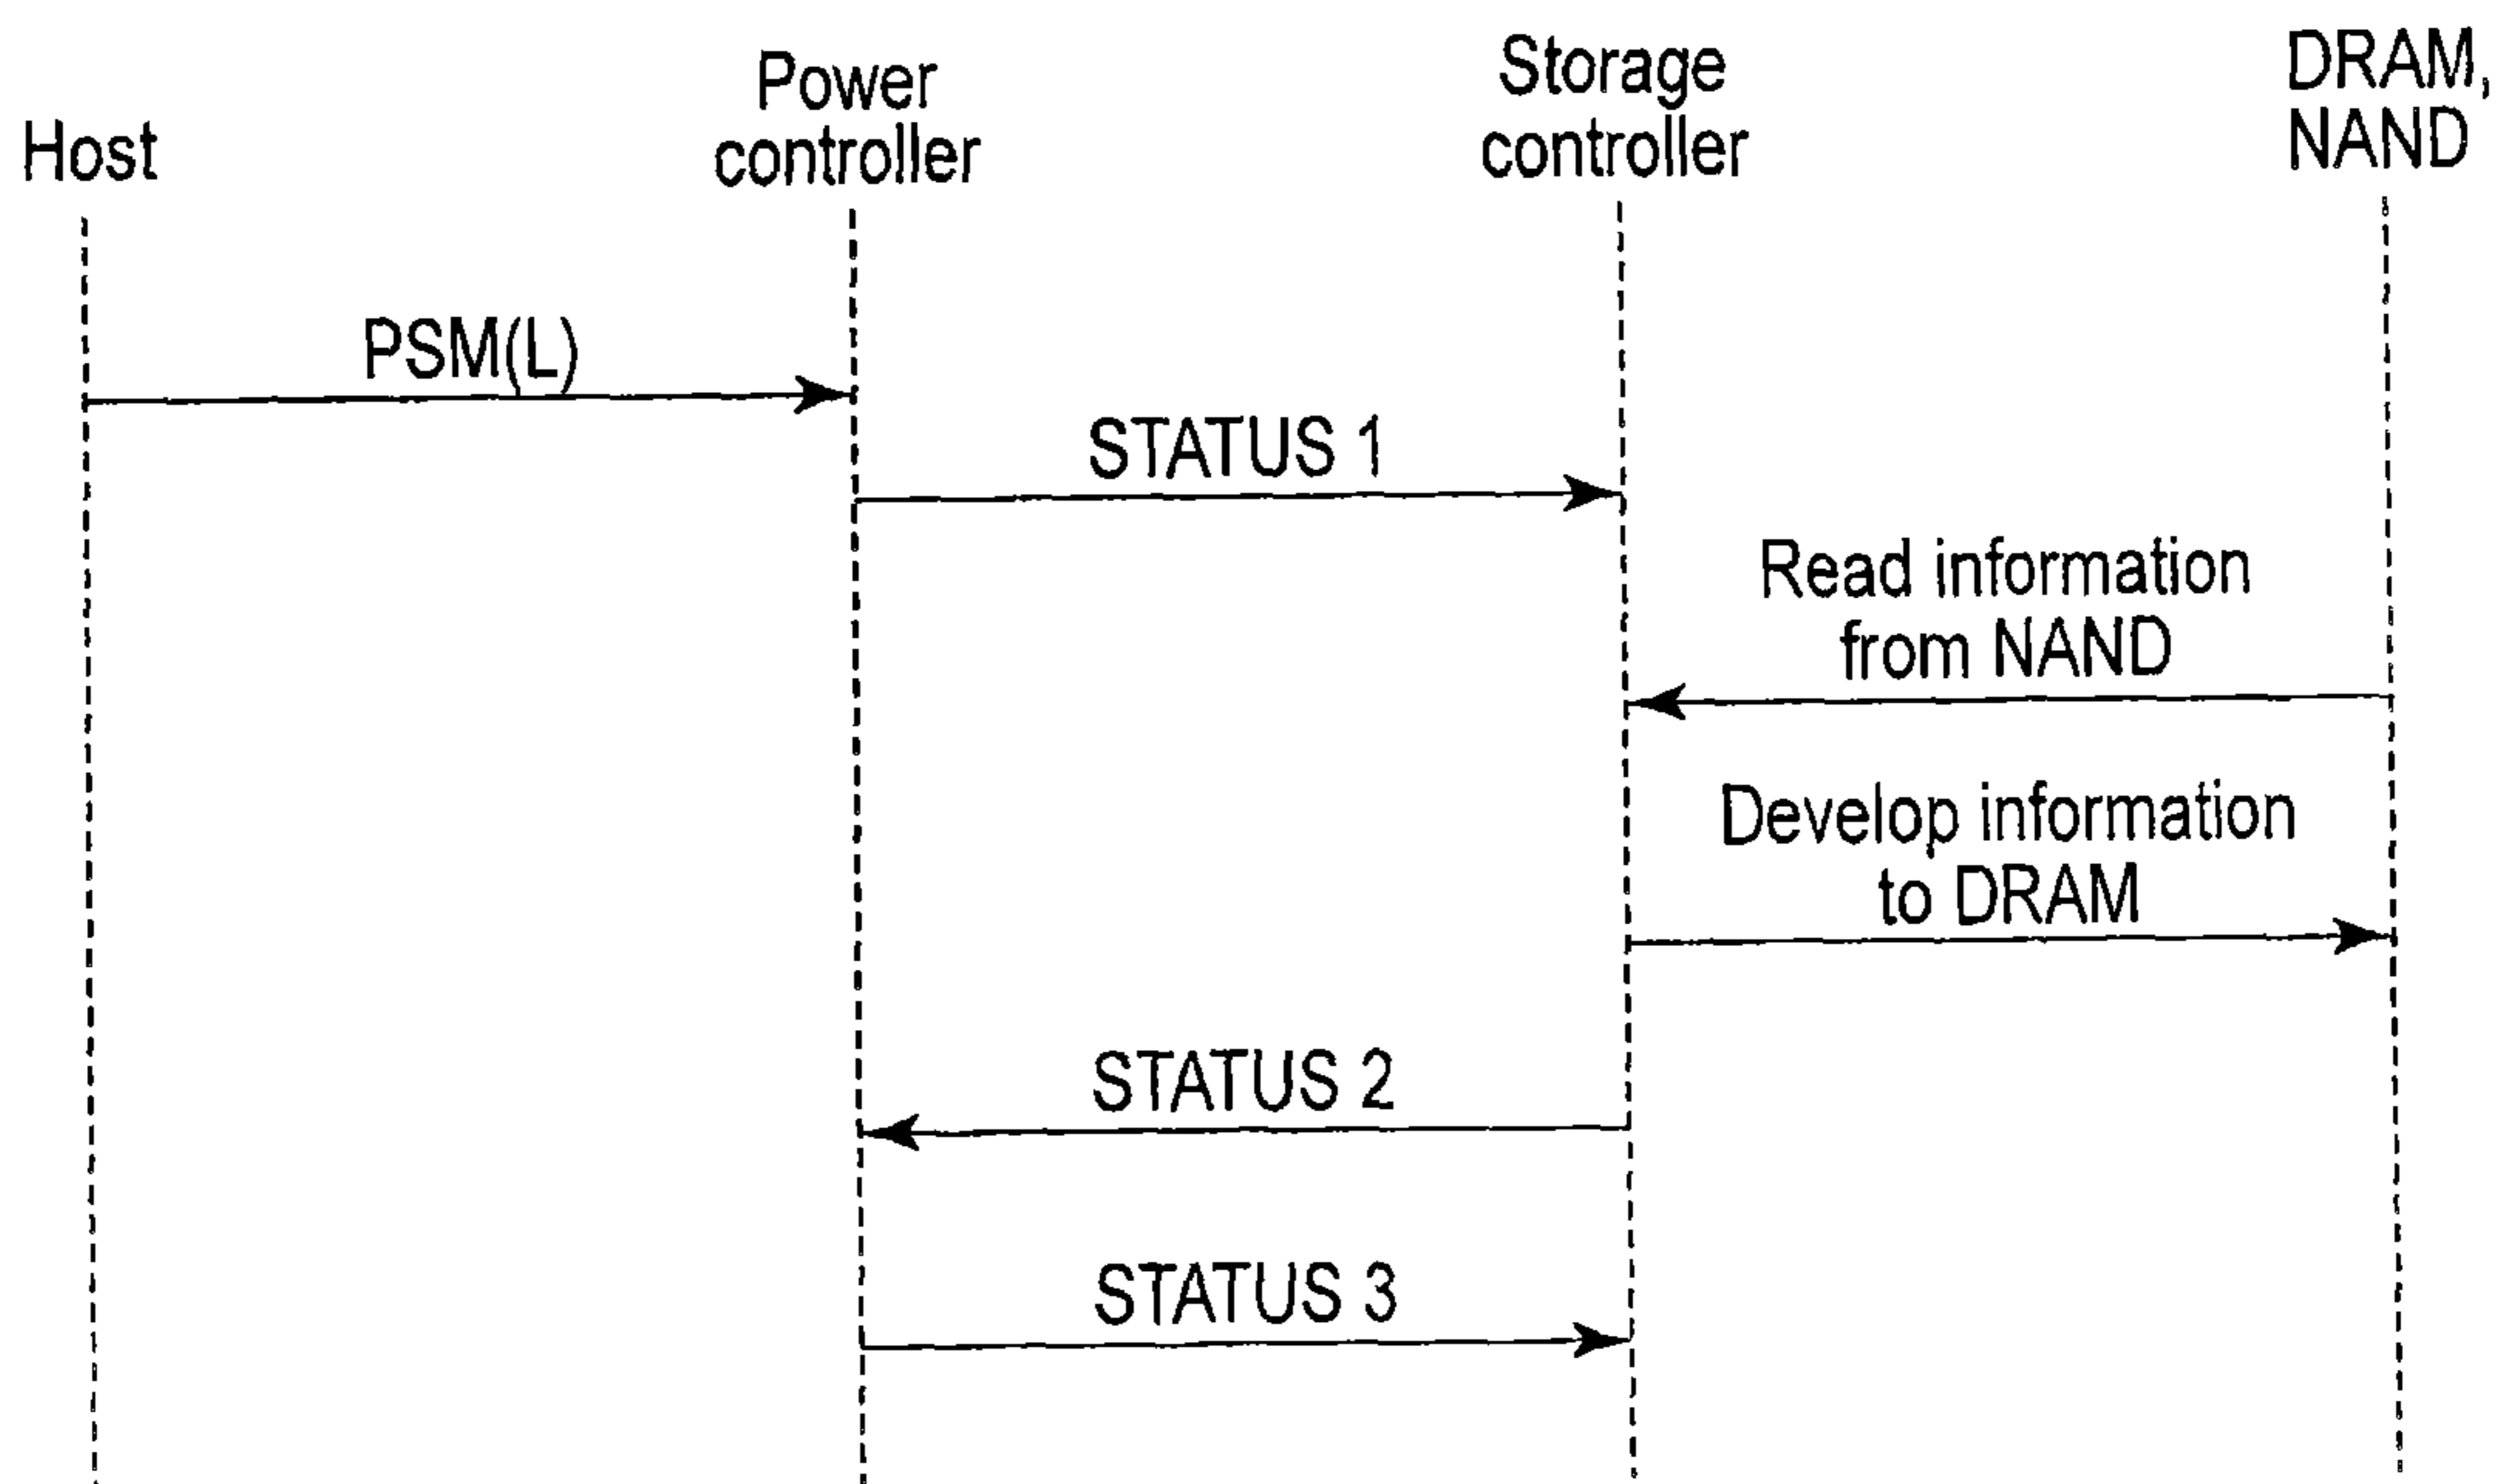 Host
Power
controller
Storage
controller
DRAM,
NAND
PSM(L)
STATUS 1
Read information
from NAND
Develop information
to DRAM
STATUS 2
STATUS 3